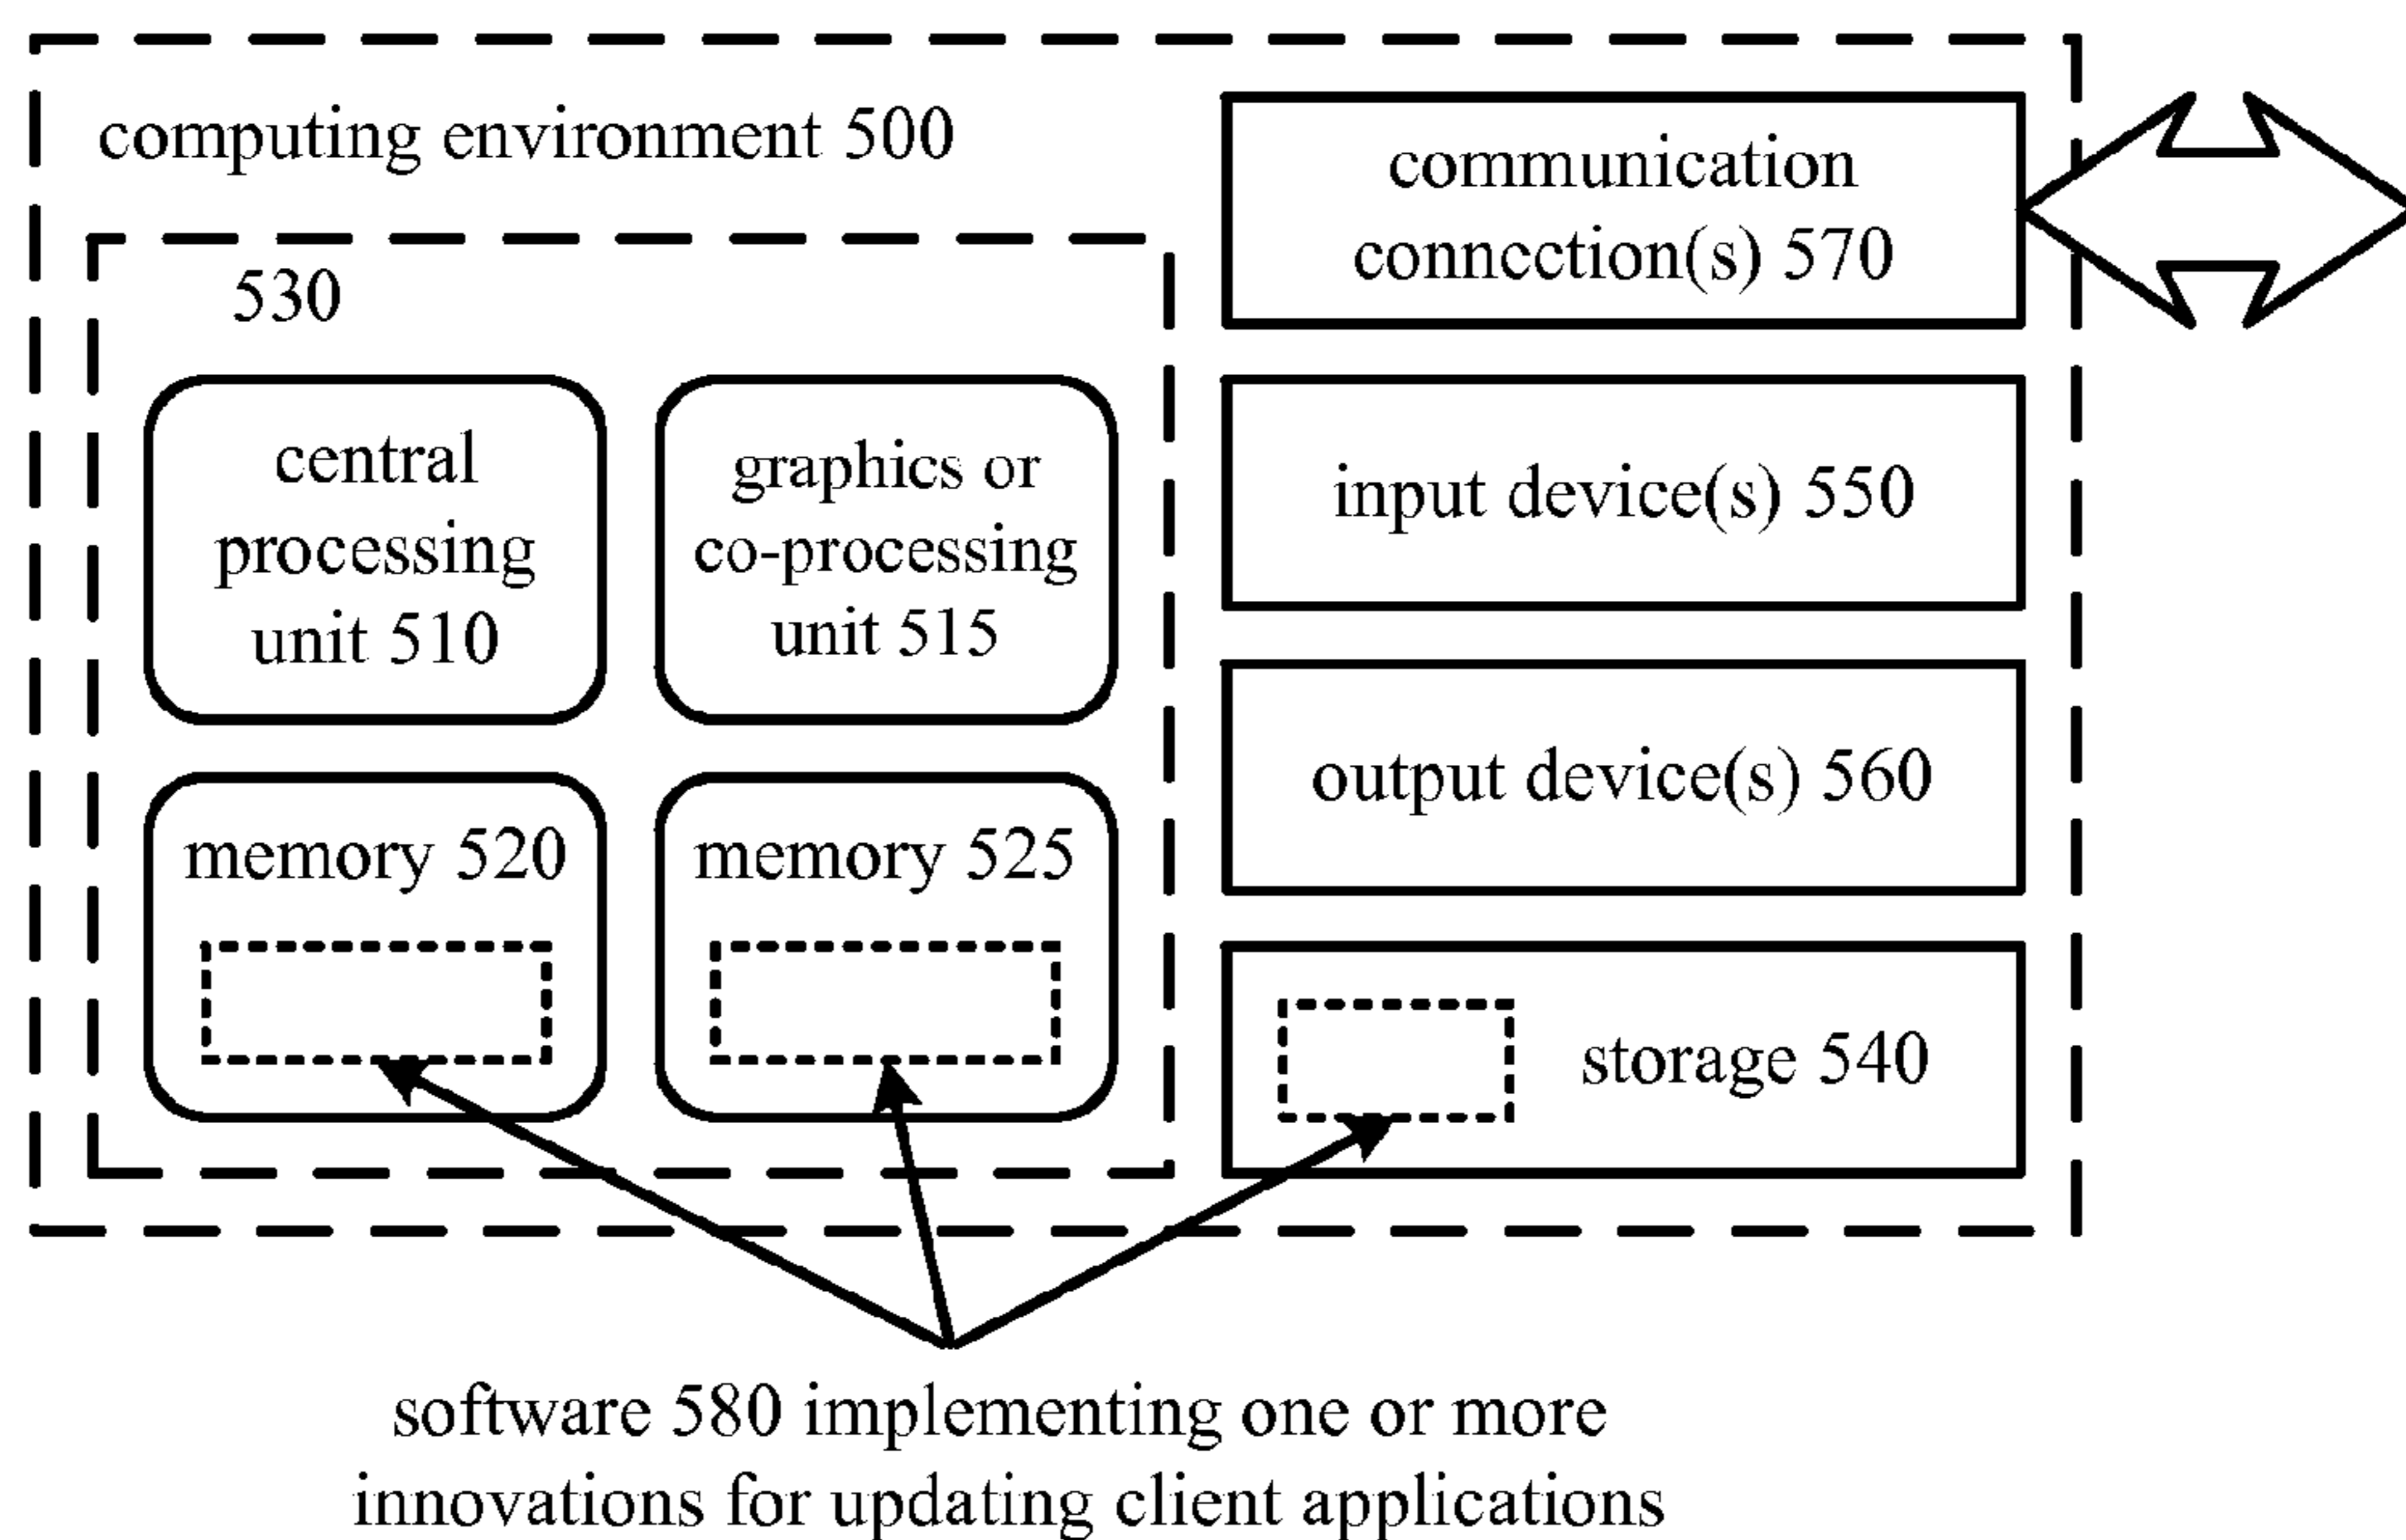 computing environment 500
530
central
processing
unit 510
graphics or
co-processing
unit 515
memory 520
memory 525
communication
connection(s) 570
input device(s) 550
output device(s) 560
storage 540
software 580 implementing one or more
innovations for updating client applications